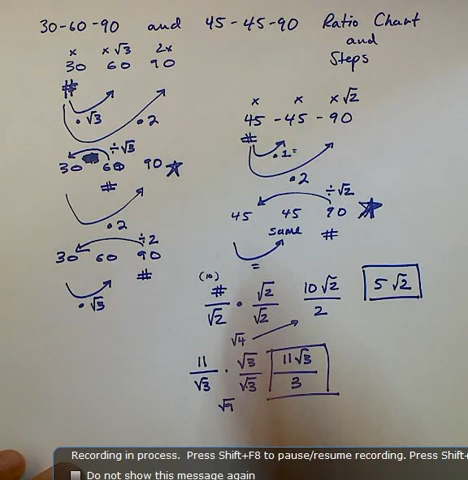 30-60-90 and 45-45-90 Ratio Chart
and
Steps
x x√3 2x
30 60 90
#
·√3
·2
x x x√2
45 - 45 - 90
#
·1=
·2
÷√3
30 60 90
#
·2
÷√2
45 45 90
same #
=
÷2
30 60 90
#
·√3
(10)
#/√2 · √2/√2 10√2/2 5√2
√4
11/√3 · √3/√3 11√3/3
√9
Recording in process. Press Shift+F8 to pause/resume recording. Press Shift+
Do not show this message again